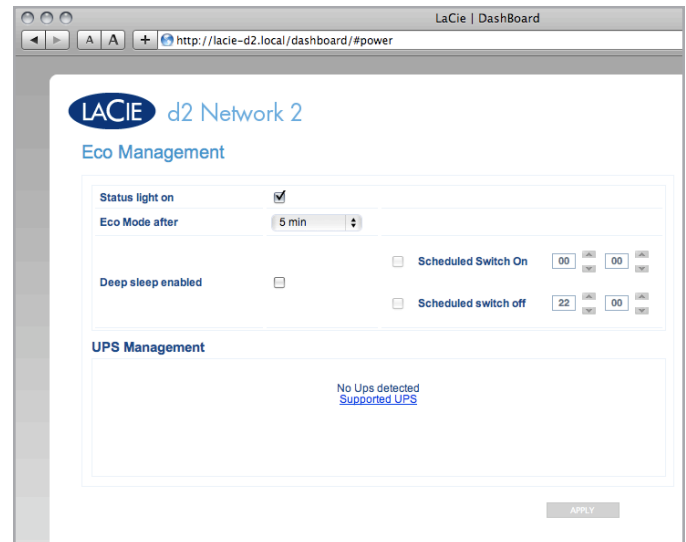 LaCie | DashBoard
A A + http://lacie-d2.local/dashboard/#power
LACIE d2 Network 2
Eco Management
Status light on
Eco Mode after 5 min
Deep sleep enabled
Scheduled Switch On 00 00
Scheduled switch off 22 00
UPS Management
No Ups detected
Supported UPS
APPLY